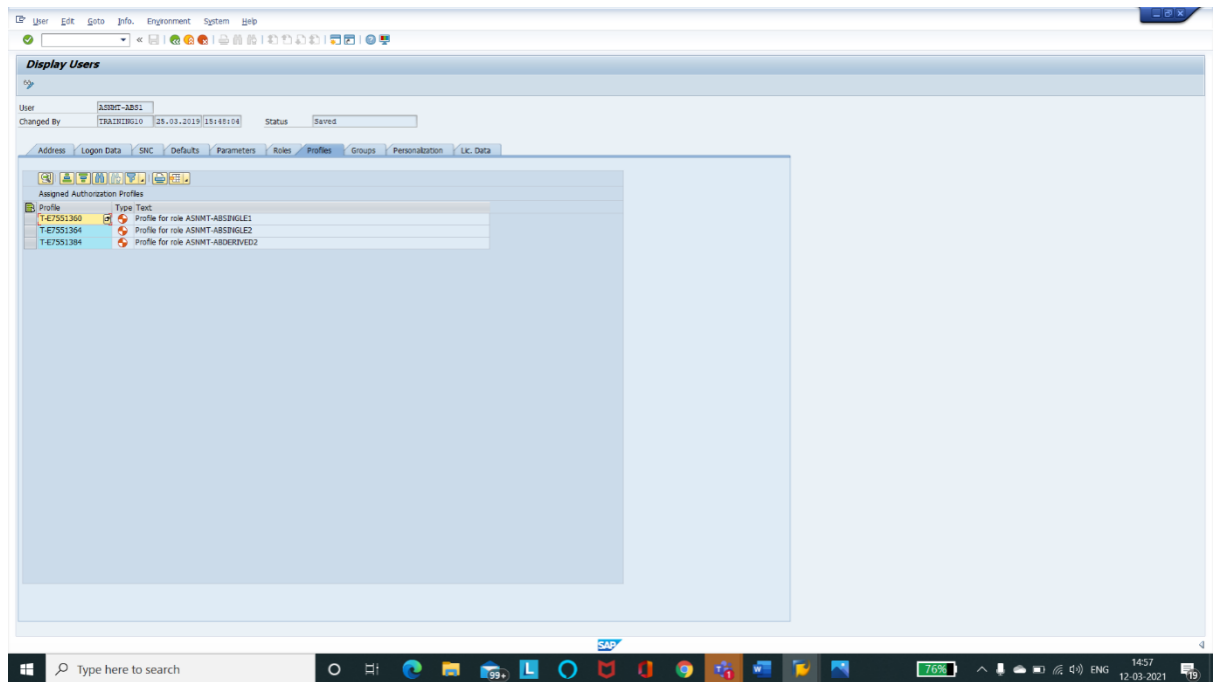 User Edit Goto Info. Environment System Help
Display Users
User ASNMT-ABS1
Changed By TRAINING10 25.03.2019 15:48:04 Status Saved
Address Logon Data SNC Defaults Parameters Roles Profiles Groups Personalization Lic. Data
Assigned Authorization Profiles
Profile Type Text
T-E7551360 Profile for role ASNMT-ABSINGLE1
T-E7551364 Profile for role ASNMT-ABSINGLE2
T-E7551384 Profile for role ASNMT-ABDERIVED2
SAP
Type here to search 99+ L 76% ENG 14:57
12-03-2021 19